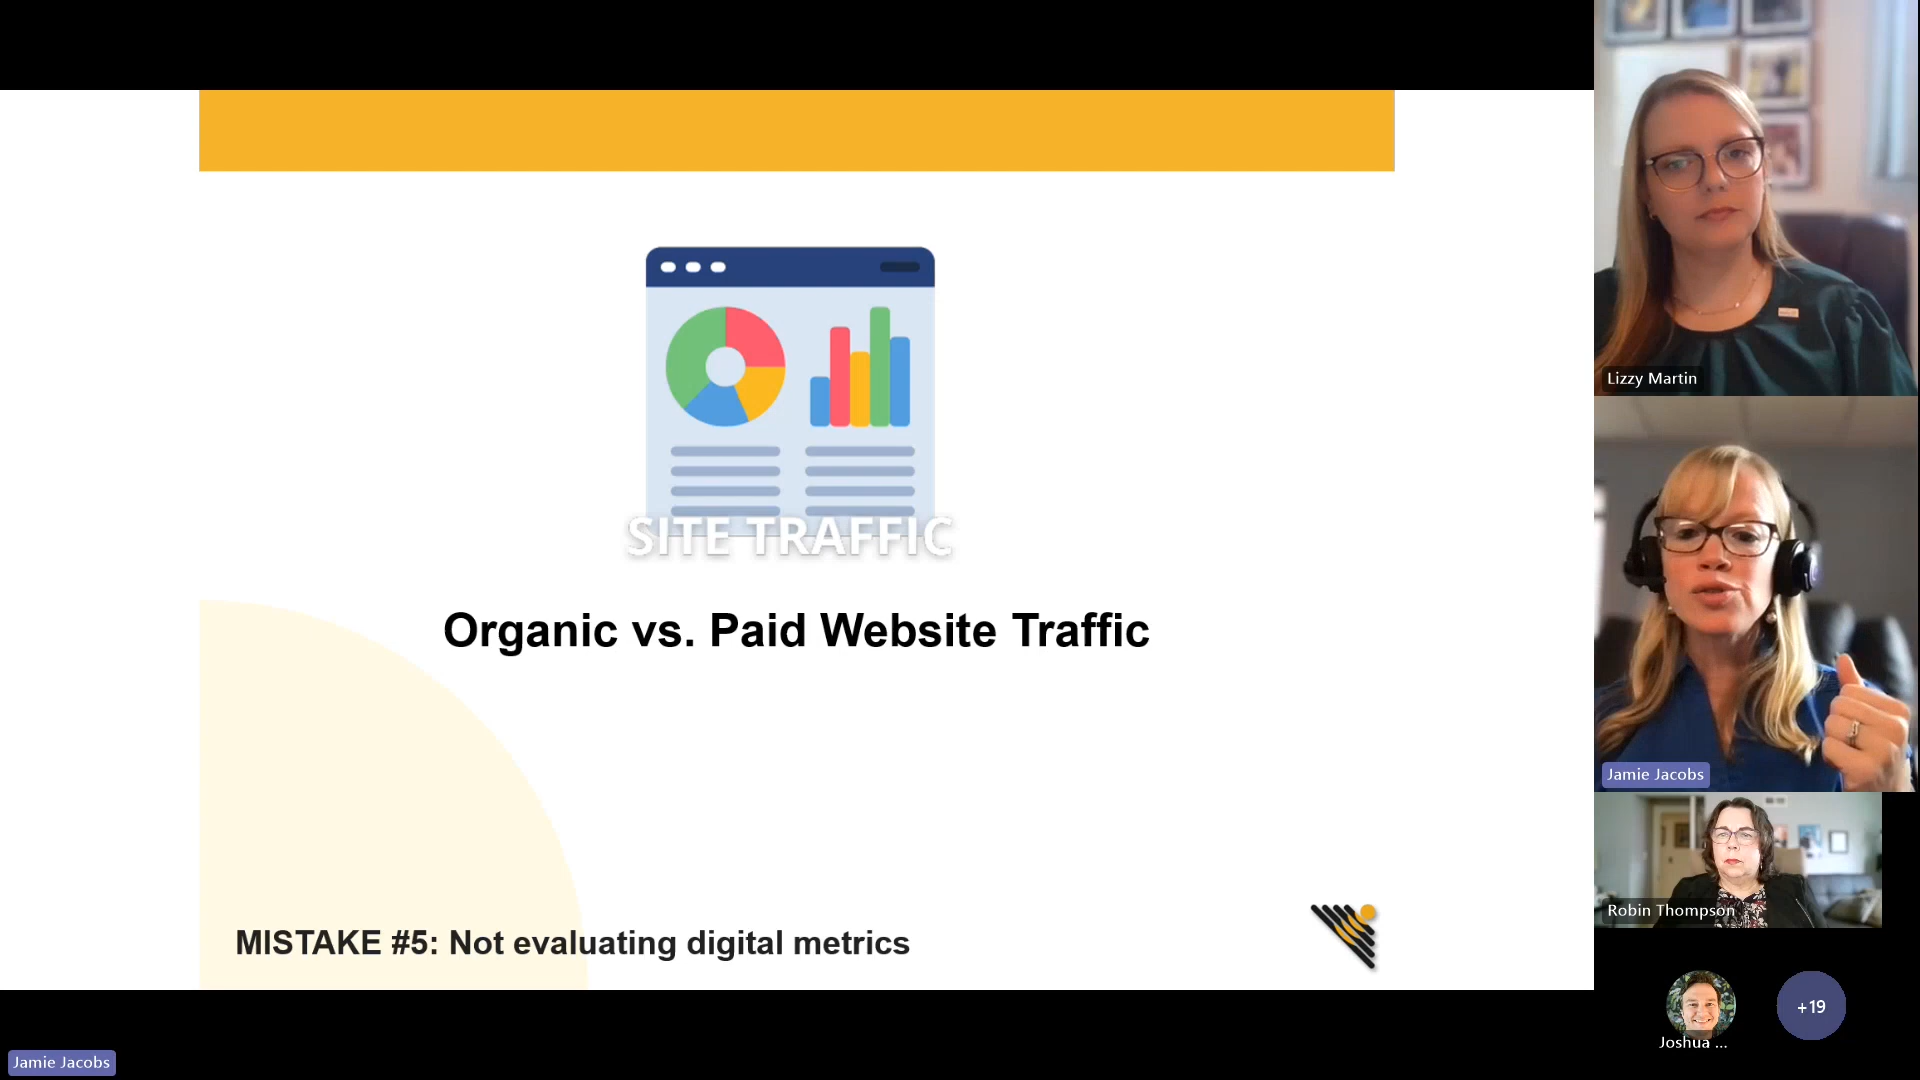 SITE TRAFFIC
Organic vs. Paid Website Traffic
MISTAKE #5: Not evaluating digital metrics
Lizzy Martin
Jamie Jacobs
Robin Thompson
Joshua ...
+19
Jamie Jacobs